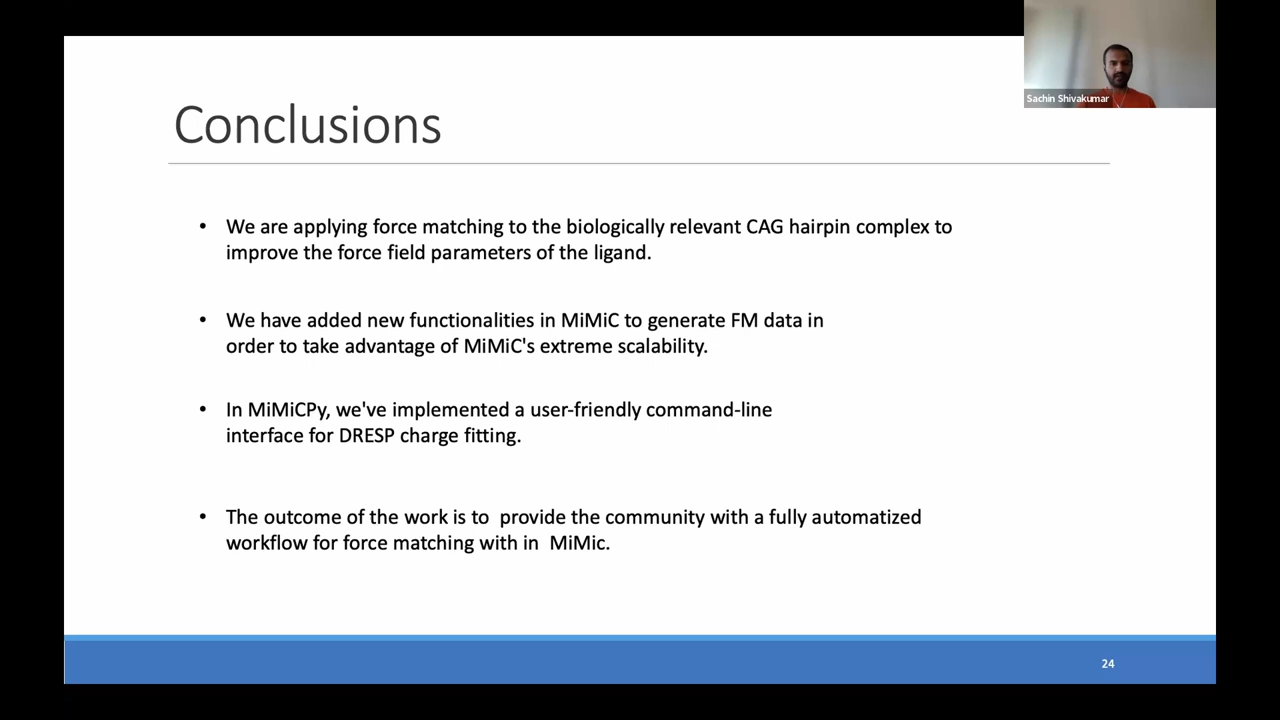 Sachin Shivakumar
Conclusions
• We are applying force matching to the biologically relevant CAG hairpin complex to
improve the force field parameters of the ligand.
• We have added new functionalities in MiMiC to generate FM data in
order to take advantage of MiMiC's extreme scalability.
• In MiMiCPy, we've implemented a user-friendly command-line
interface for DRESP charge fitting.
• The outcome of the work is to  provide the community with a fully automatized
workflow for force matching with in  MiMic.
24